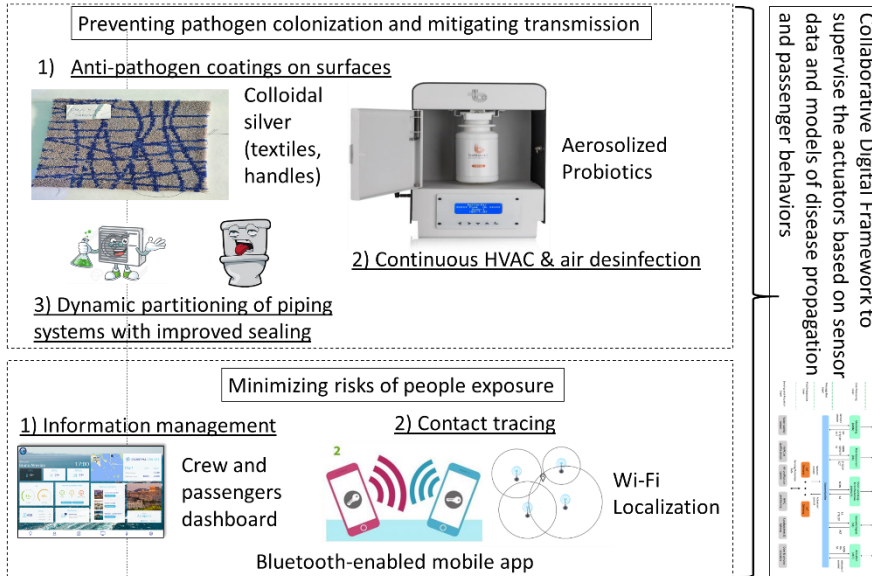 Preventing pathogen colonization and mitigating transmission
1) Anti-pathogen coatings on surfaces
Colloidal
silver
(textiles,
handles)
Aerosolized
Probiotics
2) Continuous HVAC & air desinfection
3) Dynamic partitioning of piping
systems with improved sealing
Minimizing risks of people exposure
1) Information management
Crew and
passengers
dashboard
2) Contact tracing
2
Wi-Fi
Localization
Bluetooth-enabled mobile app
Collaborative Digital Framework to
supervise the actuators based on sensor
data and models of disease propagation
and passenger behaviors